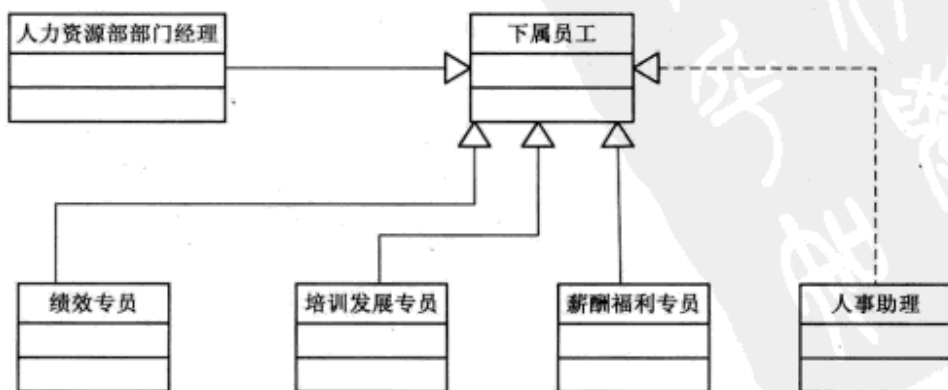 人力资源部部门经理
下属员工
绩效专员
培训发展专员
薪酬福利专员
人事助理